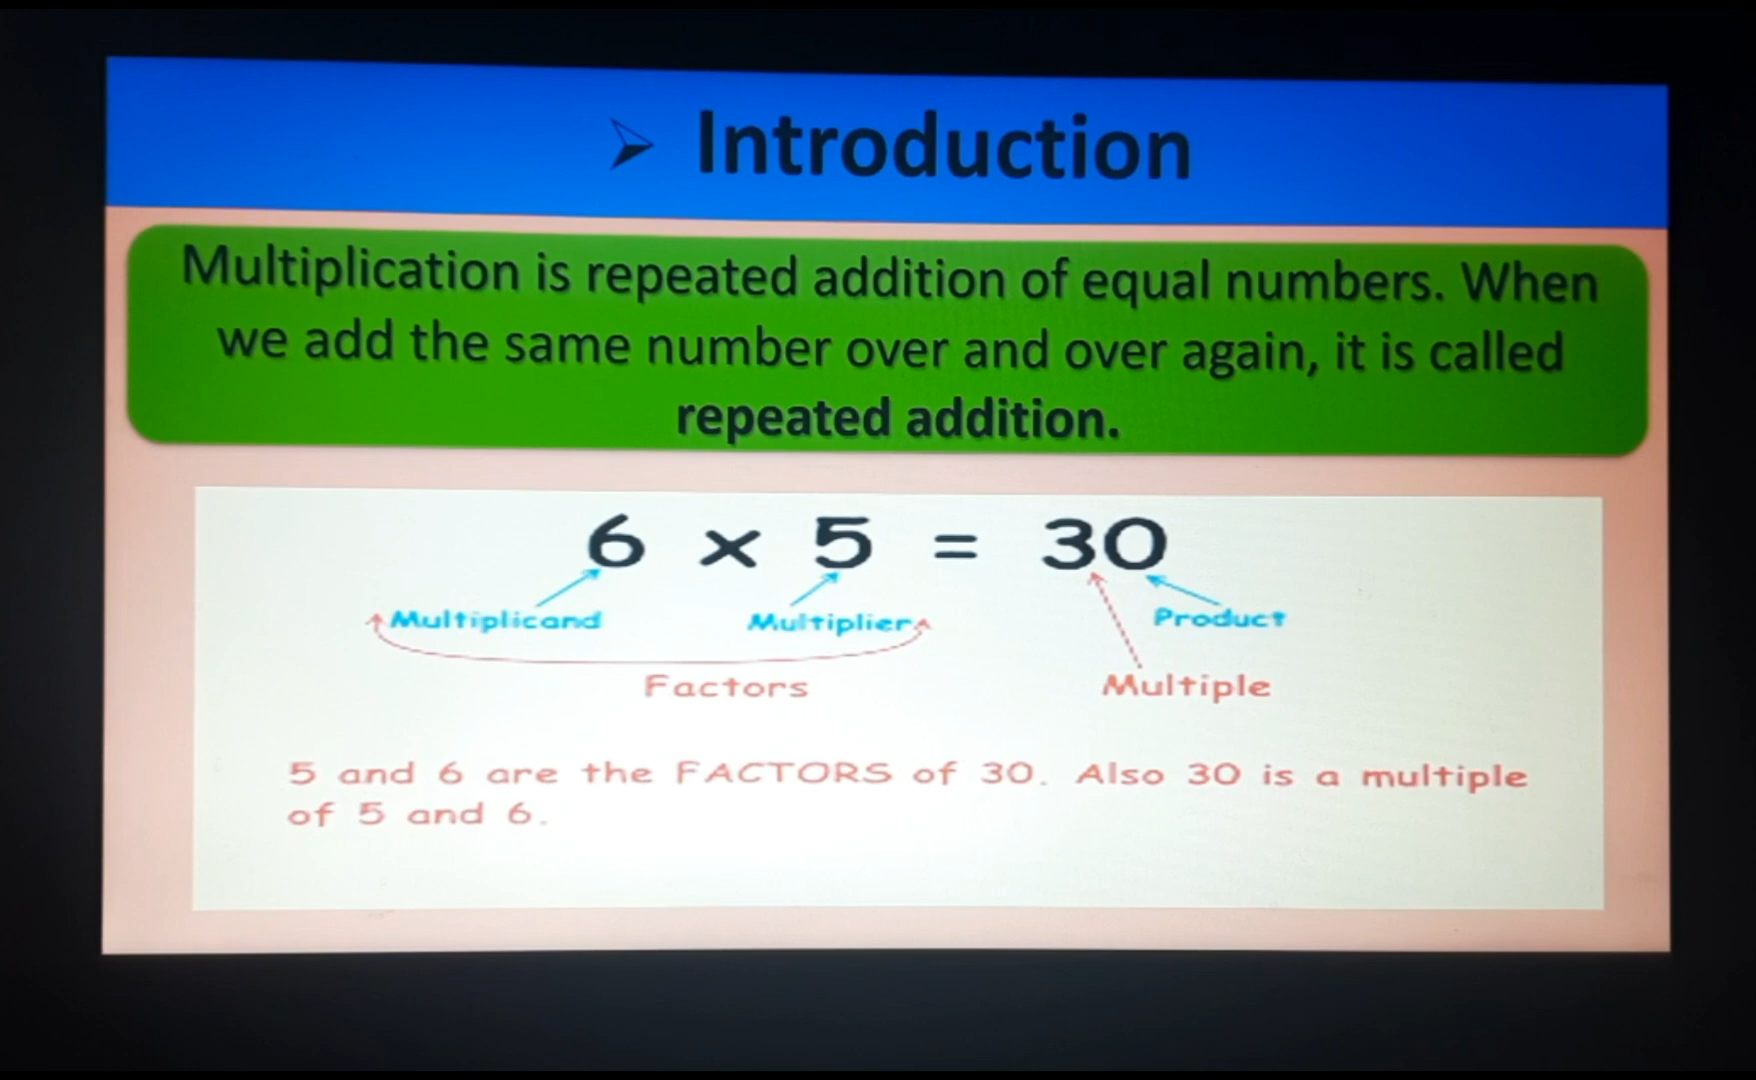 ➢ Introduction
Multiplication is repeated addition of equal numbers. When
we add the same number over and over again, it is called
repeated addition.
6 x 5 = 30
Multiplicand Multiplier Product
Factors Multiple
5 and 6 are the FACTORS of 30. Also 30 is a multiple
of 5 and 6.